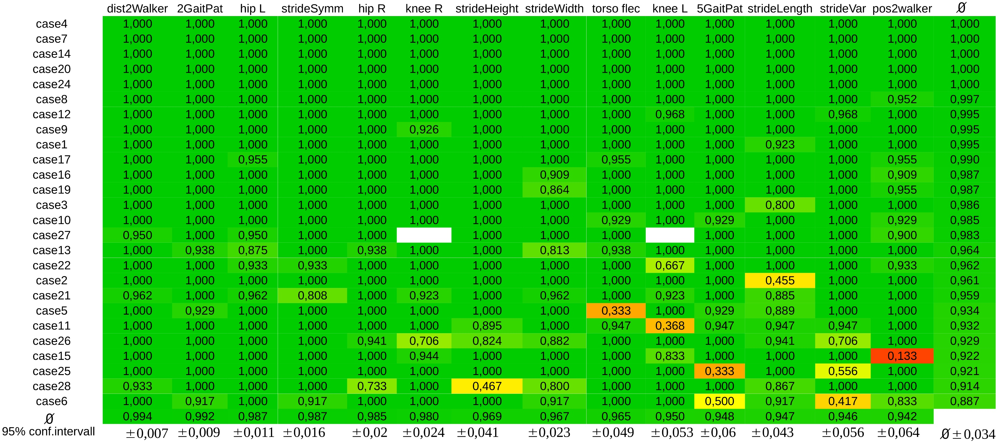 dist2Walker 2GaitPat hip L strideSymm hip R knee R strideHeight strideWidth torso flec knee L 5GaitPat strideLength strideVar pos2walker Ø
case4 1,000 1,000 1,000 1,000 1,000 1,000 1,000 1,000 1,000 1,000 1,000 1,000 1,000 1,000 1,000
case7 1,000 1,000 1,000 1,000 1,000 1,000 1,000 1,000 1,000 1,000 1,000 1,000 1,000 1,000 1,000
case14 1,000 1,000 1,000 1,000 1,000 1,000 1,000 1,000 1,000 1,000 1,000 1,000 1,000 1,000 1,000
case20 1,000 1,000 1,000 1,000 1,000 1,000 1,000 1,000 1,000 1,000 1,000 1,000 1,000 1,000 1,000
case24 1,000 1,000 1,000 1,000 1,000 1,000 1,000 1,000 1,000 1,000 1,000 1,000 1,000 1,000 1,000
case8 1,000 1,000 1,000 1,000 1,000 1,000 1,000 1,000 1,000 1,000 1,000 1,000 1,000 0,952 0,997
case12 1,000 1,000 1,000 1,000 1,000 1,000 1,000 1,000 1,000 0,968 1,000 1,000 0,968 1,000 0,995
case9 1,000 1,000 1,000 1,000 1,000 0,926 1,000 1,000 1,000 1,000 1,000 1,000 1,000 1,000 0,995
case1 1,000 1,000 1,000 1,000 1,000 1,000 1,000 1,000 1,000 1,000 1,000 0,923 1,000 1,000 0,995
case17 1,000 1,000 0,955 1,000 1,000 1,000 1,000 1,000 0,955 1,000 1,000 1,000 1,000 0,955 0,990
case16 1,000 1,000 1,000 1,000 1,000 1,000 1,000 0,909 1,000 1,000 1,000 1,000 1,000 0,909 0,987
case19 1,000 1,000 1,000 1,000 1,000 1,000 1,000 0,864 1,000 1,000 1,000 1,000 1,000 0,955 0,987
case3 1,000 1,000 1,000 1,000 1,000 1,000 1,000 1,000 1,000 1,000 1,000 0,800 1,000 1,000 0,986
case10 1,000 1,000 1,000 1,000 1,000 1,000 1,000 1,000 0,929 1,000 0,929 1,000 1,000 0,929 0,985
case27 0,950 1,000 0,950 1,000 1,000 1,000 1,000 1,000 1,000 1,000 1,000 0,900 0,983
case13 1,000 0,938 0,875 1,000 0,938 1,000 1,000 0,813 0,938 1,000 1,000 1,000 1,000 1,000 0,964
case22 1,000 1,000 0,933 0,933 1,000 1,000 1,000 1,000 1,000 0,667 1,000 1,000 1,000 0,933 0,962
case2 1,000 1,000 1,000 1,000 1,000 1,000 1,000 1,000 1,000 1,000 1,000 0,455 1,000 1,000 0,961
case21 0,962 1,000 0,962 0,808 1,000 0,923 1,000 0,962 1,000 0,923 1,000 0,885 1,000 1,000 0,959
case5 1,000 0,929 1,000 1,000 1,000 1,000 1,000 1,000 0,333 1,000 0,929 0,889 1,000 1,000 0,934
case11 1,000 1,000 1,000 1,000 1,000 1,000 0,895 1,000 0,947 0,368 0,947 0,947 0,947 1,000 0,932
case26 1,000 1,000 1,000 1,000 0,941 0,706 0,824 0,882 1,000 1,000 1,000 0,941 0,706 1,000 0,929
case15 1,000 1,000 1,000 1,000 1,000 0,944 1,000 1,000 1,000 0,833 1,000 1,000 1,000 0,133 0,922
case25 1,000 1,000 1,000 1,000 1,000 1,000 1,000 1,000 1,000 1,000 0,333 1,000 0,556 1,000 0,921
case28 0,933 1,000 1,000 1,000 0,733 1,000 0,467 0,800 1,000 1,000 1,000 0,867 1,000 1,000 0,914
case6 1,000 0,917 1,000 0,917 1,000 1,000 1,000 0,917 1,000 1,000 0,500 0,917 0,417 0,833 0,887
Ø 0,994 0,992 0,987 0,987 0,985 0,980 0,969 0,967 0,965 0,950 0,948 0,947 0,946 0,942
95% conf.intervall ±0,007 ±0,009 ±0,011 ±0,016 ±0,02 ±0,024 ±0,041 ±0,023 ±0,049 ±0,053 ±0,06 ±0,043 ±0,056 ±0,064 Ø±0,034